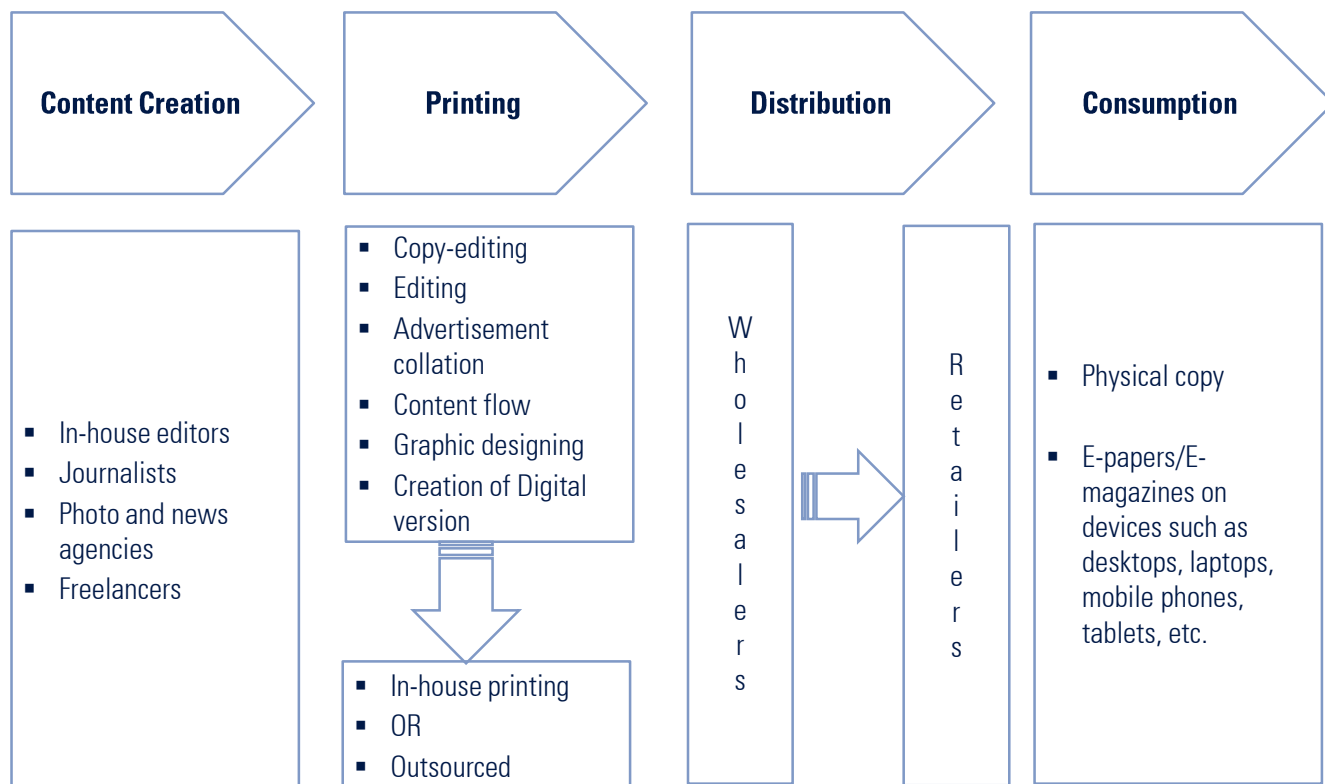 Content Creation
Printing
Distribution
Consumption
▪ In-house editors
▪ Journalists
▪ Photo and news
agencies
▪ Freelancers
▪ Copy-editing
▪ Editing
▪ Advertisement
collation
▪ Content flow
▪ Graphic designing
▪ Creation of Digital
version
▪ In-house printing
▪ OR
▪ Outsourced
Wholesalers
Retailers
▪ Physical copy
▪ E-papers/E-
magazines on
devices such as
desktops, laptops,
mobile phones,
tablets, etc.